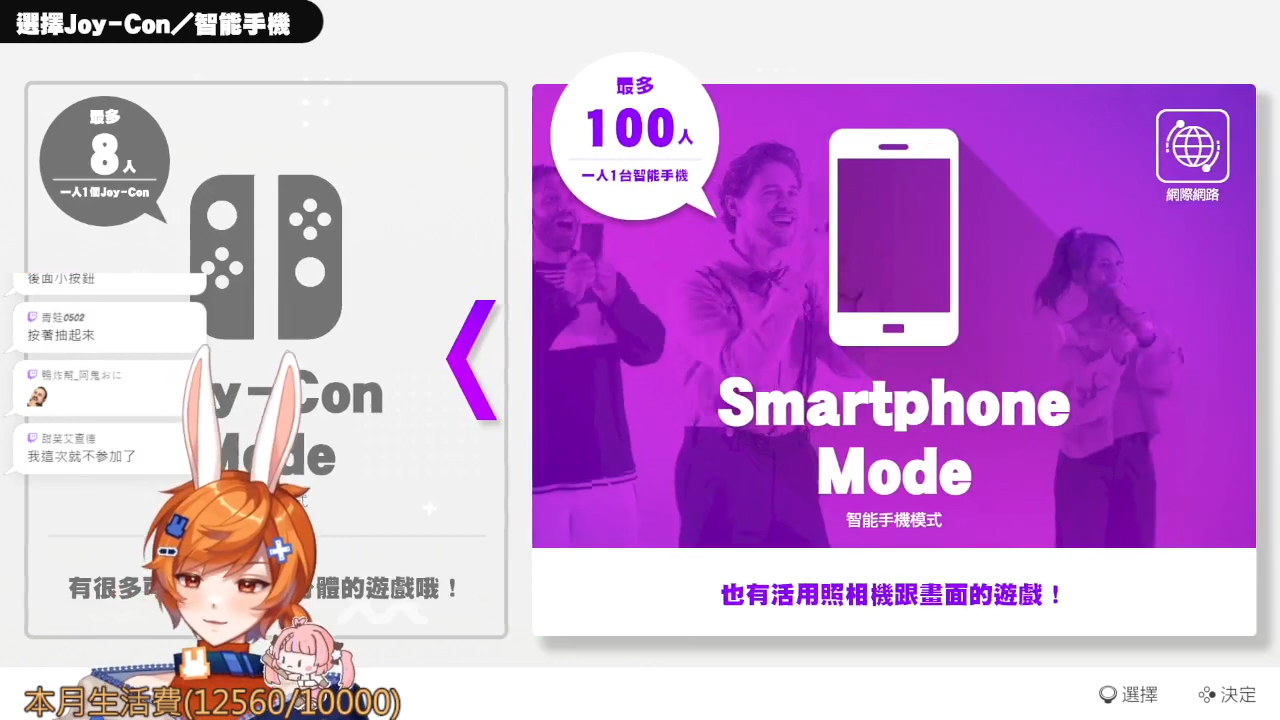 選擇Joy-Con／智能手機
最多
8人
一人1個Joy-Con
最多
100人
一人1台智能手機
網際網路
後面小按鈕
青蛙0502
按著抽起來
鴨炸幫_阿鬼おに
甜菜艾查德
我這次就不參加了
y-Con
Mode
式
有很多
體的遊戲哦！
Smartphone
Mode
智能手機模式
也有活用照相機跟畫面的遊戲！
本月生活費(12560/10000)
選擇
決定